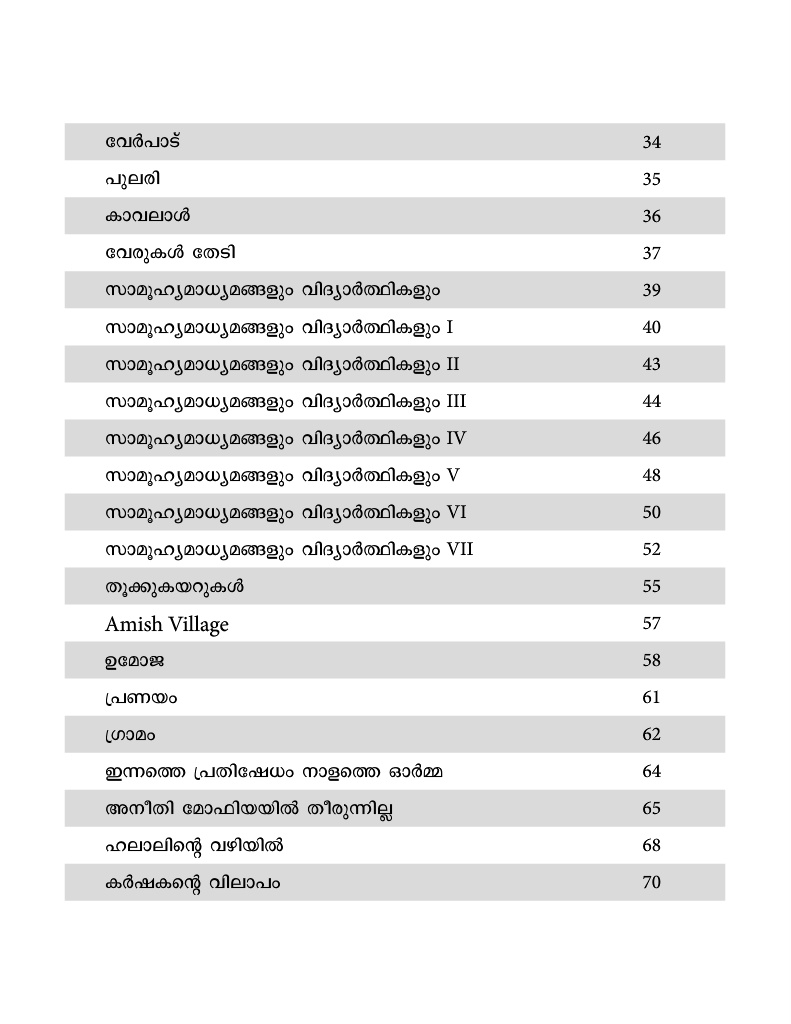 വേർപാട് 34
പുലരി 35
കാവലാൾ 36
വേരുകൾ തേടി 37
സാമൂഹ്യമാധ്യമങ്ങളും വിദ്യാർത്ഥികളും 39
സാമൂഹ്യമാധ്യമങ്ങളും വിദ്യാർത്ഥികളും I 40
സാമൂഹ്യമാധ്യമങ്ങളും വിദ്യാർത്ഥികളും II 43
സാമൂഹ്യമാധ്യമങ്ങളും വിദ്യാർത്ഥികളും III 44
സാമൂഹ്യമാധ്യമങ്ങളും വിദ്യാർത്ഥികളും IV 46
സാമൂഹ്യമാധ്യമങ്ങളും വിദ്യാർത്ഥികളും V 48
സാമൂഹ്യമാധ്യമങ്ങളും വിദ്യാർത്ഥികളും VI 50
സാമൂഹ്യമാധ്യമങ്ങളും വിദ്യാർത്ഥികളും VII 52
തൂക്കുകയറുകൾ 55
Amish Village 57
ഉമോജ 58
പ്രണയം 61
ഗ്രാമം 62
ഇന്നത്തെ പ്രതിഷേധം നാളത്തെ ഓർമ്മ 64
അനീതി മോഫിയയിൽ തീരുന്നില്ല 65
ഹലാലിന്റെ വഴിയിൽ 68
കർഷകന്റെ വിലാപം 70